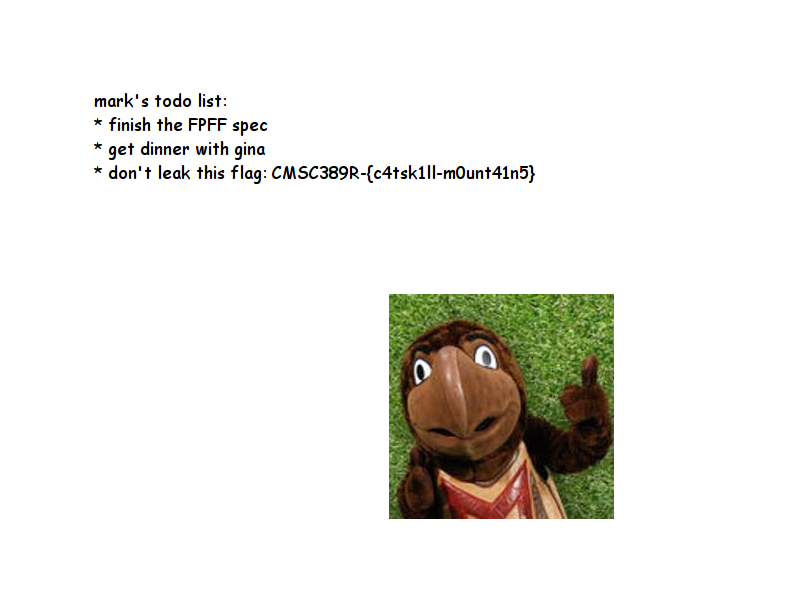 mark's todo list:
* finish the FPFF spec
* get dinner with gina
* don't leak this flag: CMSC389R-{c4tsk1ll-m0unt41n5}